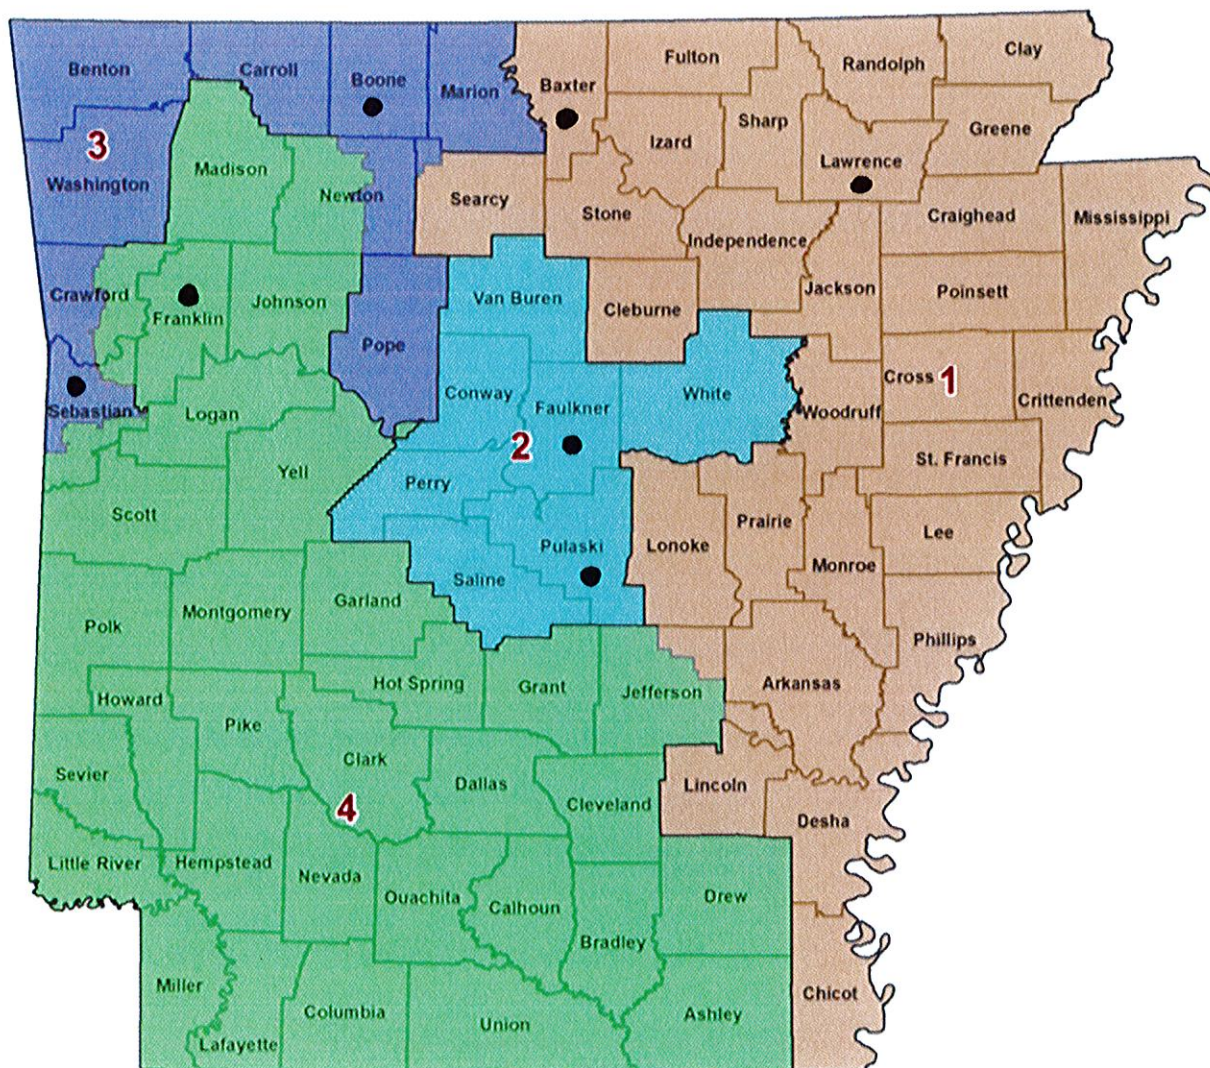 Benton
Carroll
Boone
Marion
Baxter
Fulton
Randolph
Clay
3
Washington
Madison
Newton
Searcy
Izard
Sharp
Lawrence
Greene
Stone
Independence
Craighead
Mississippi
Crawford
Franklin
Johnson
Pope
Van Buren
Cleburne
Jackson
Poinsett
Sebastian
Logan
Conway
Faulkner
White
Woodruff
Cross
1
Crittenden
2
Yell
Perry
St. Francis
Scott
Pulaski
Lonoke
Prairie
Lee
Saline
Monroe
Polk
Montgomery
Garland
Phillips
Howard
Hot Spring
Grant
Jefferson
Arkansas
Pike
Clark
Sevier
Dallas
Cleveland
Lincoln
4
Desha
Little River
Hempstead
Nevada
Ouachita
Calhoun
Drew
Bradley
Miller
Columbia
Union
Ashley
Chicot
Lafayette